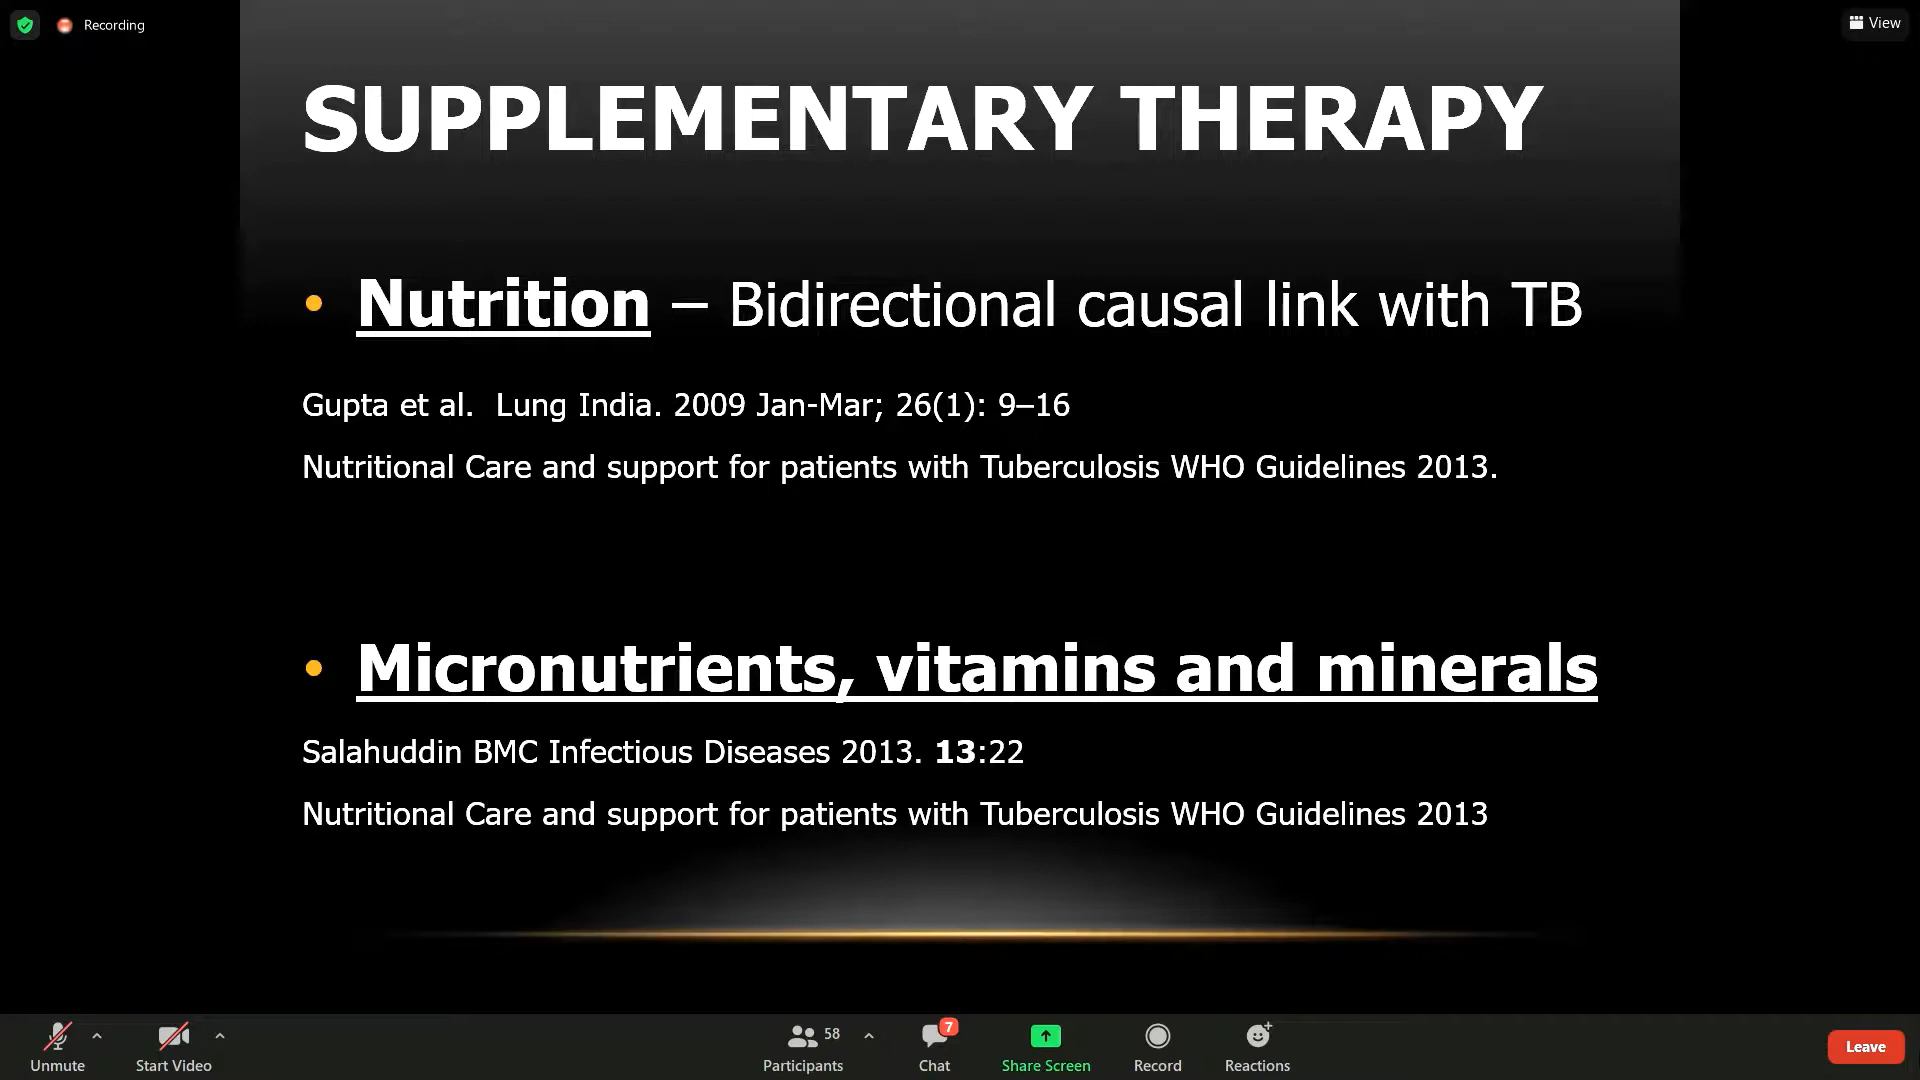 Recording
View
SUPPLEMENTARY THERAPY
• Nutrition – Bidirectional causal link with TB
Gupta et al.  Lung India. 2009 Jan-Mar; 26(1): 9–16
Nutritional Care and support for patients with Tuberculosis WHO Guidelines 2013.
• Micronutrients, vitamins and minerals
Salahuddin BMC Infectious Diseases 2013. 13:22
Nutritional Care and support for patients with Tuberculosis WHO Guidelines 2013
Unmute
Start Video
58
Participants
7
Chat
Share Screen
Record
Reactions
Leave